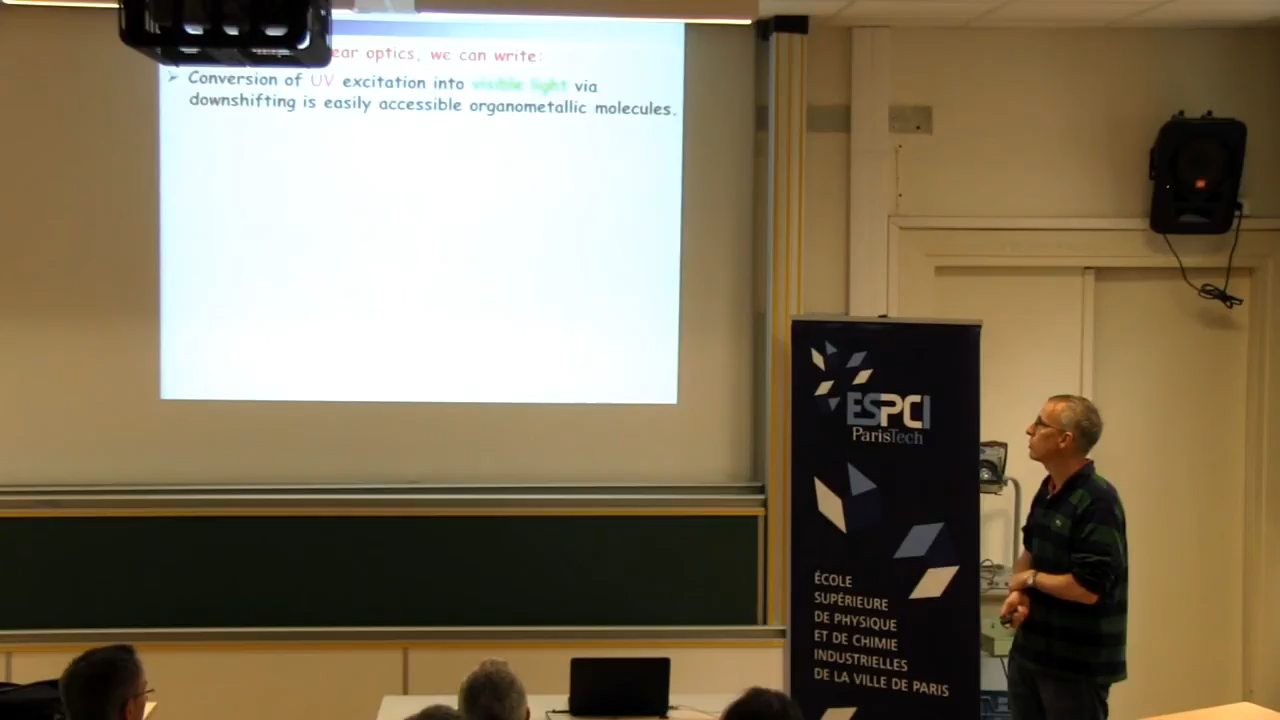 ear optics, we can write:
➢ Conversion of UV excitation into visible light via
downshifting is easily accessible organometallic molecules.
ESPCI
ParisTech
ÉCOLE
SUPÉRIEURE
DE PHYSIQUE
ET DE CHIMIE
INDUSTRIELLES
DE LA VILLE DE PARIS